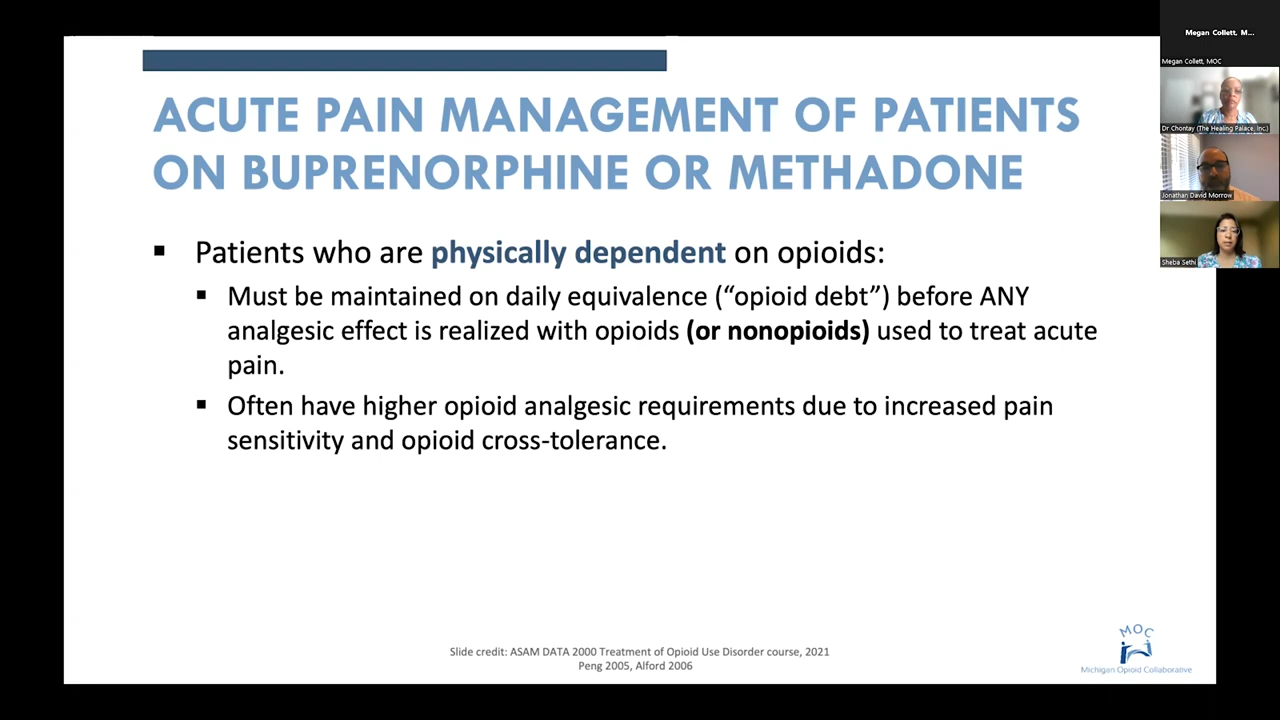 ACUTE PAIN MANAGEMENT OF PATIENTS
ON BUPRENORPHINE OR METHADONE
▪ Patients who are physically dependent on opioids:
▪ Must be maintained on daily equivalence (“opioid debt”) before ANY
analgesic effect is realized with opioids (or nonopioids) used to treat acute
pain.
▪ Often have higher opioid analgesic requirements due to increased pain
sensitivity and opioid cross-tolerance.
Slide credit: ASAM DATA 2000 Treatment of Opioid Use Disorder course, 2021
Peng 2005, Alford 2006
MOC
Michigan Opioid Collaborative
Megan Collett, M...
Megan Collett, MOC
Dr Chontay (The Healing Palace, Inc.)
Jonathan David Morrow
Sheba Sethi